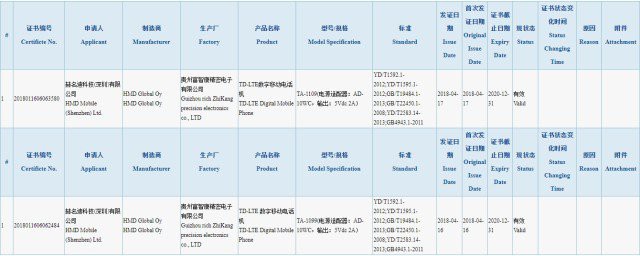 #
证书编号
Certificte No.
申请人
Applicant
制造商
Manufacturer
生产厂
Factory
产品名称
Product
型号/规格
Model Specification
标准
Standard
发证日
期
Issue
Date
首次发
证日期
Original
Issue
Date
证书截
止日期
Expiry
Date
现状态
Status
证书状态变
化时间
Status
Changing
Time
原因
Reason
附件
Attachment
1
2018011606063580
赫名迪科技(深圳)有限
公司
HMD Mobile
(Shenzhen) Ltd.
HMD Global Oy
HMD Global Oy
贵州富智康精密电子
有限公司
Guizhou rich ZhiKang
precision electronics
co., LTD
TD-LTE数字移动电话
机
TD-LTE Digital Mobile
Phone
电源适配器：AD-
10WC，输出：5Vdc 2A)
YD/T1592.1-
2012;YD/T1595.1-
2012;GB/T19484.1-
2013;GB/T22450.1-
2008;YD/T2583.14-
2013;GB4943.1-2011
2018-04-
17
2018-04-
17
2020-12-
31
有效
Valid
#
证书编号
Certificte No.
申请人
Applicant
制造商
Manufacturer
生产厂
Factory
产品名称
Product
型号/规格
Model Specification
标准
Standard
发证日
期
Issue
Date
首次发
证日期
Original
Issue
Date
证书截
止日期
Expiry
Date
现状态
Status
证书状态变
化时间
Status
Changing
Time
原因
Reason
附件
Attachment
1
2018011606062484
赫名迪科技(深圳)有限
公司
HMD Mobile
(Shenzhen) Ltd.
HMD Global Oy
HMD Global Oy
贵州富智康精密电子
有限公司
Guizhou rich ZhiKang
precision electronics
co., LTD
TD-LTE 数字移动电话
机
TD-LTE Digital Mobile
Phone
TA-1099(电源适配器：AD-
10WC，输出：5Vdc 2A)
YD/T1592.1-
2012;YD/T1595.1-
2012;GB/T19484.1-
2013;GB/T22450.1-
2008;YD/T2583.14-
2013;GB4943.1-2011
2018-04-
16
2018-04-
16
2020-12-
31
有效
Valid